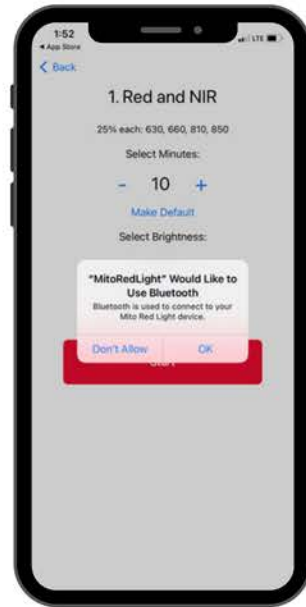 1:52
LTE
◀ App Store
Back
1. Red and NIR
25% each: 630, 660, 810, 850
Select Minutes:
- 10 +
Make Default
Select Brightness:
"MitoRedLight" Would Like to
Use Bluetooth
Bluetooth is used to connect to your
Mito Red Light device.
Don't Allow OK